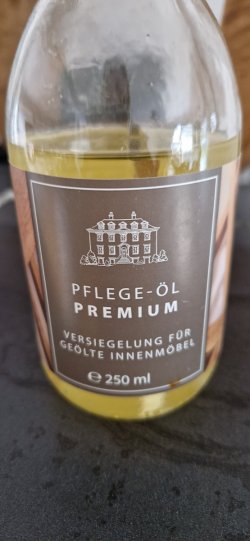 PFLEGE-ÖL
PREMIUM
VERSIEGELUNG FÜR
GEÖLTE INNENMÖBEL
℮ 250 ml